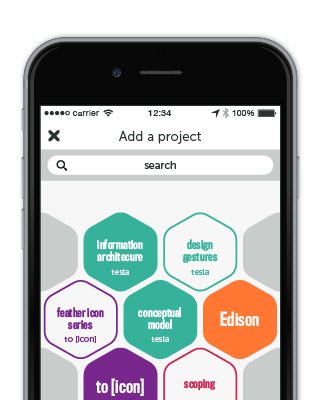 carrier 12:34 100%
Add a project
search
Information
architecure
tesla
design
gestures
tesla
feather icon
series
to [icon]
conceptual
model
tesla
Edison
to [icon]
scoping